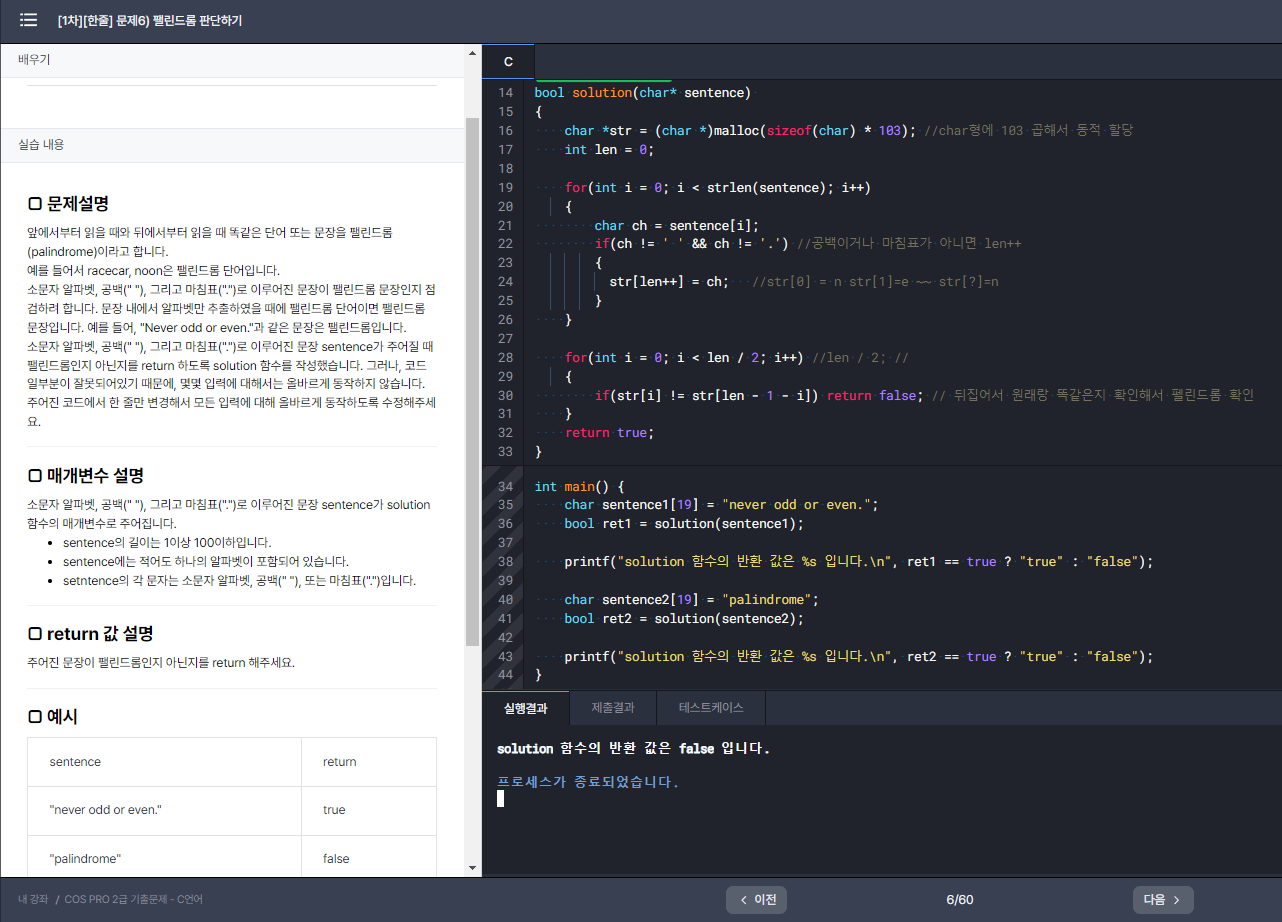 [1차][한줄] 문제6) 팰린드롬 판단하기
배우기
실습 내용
문제설명
앞에서부터 읽을 때와 뒤에서부터 읽을 때 똑같은 단어 또는 문장을 팰린드롬
(palindrome)이라고 합니다.
예를 들어서 racecar, noon은 팰린드롬 단어입니다.
소문자 알파벳, 공백(" "), 그리고 마침표(".")로 이루어진 문장이 팰린드롬 문장인지 점
검하려 합니다. 문장 내에서 알파벳만 추출하였을 때에 팰린드롬 단어이면 팰린드롬
문장입니다. 예를 들어, "Never odd or even."과 같은 문장은 팰린드롬입니다.
소문자 알파벳, 공백(" "), 그리고 마침표(".")로 이루어진 문장 sentence가 주어질 때
팰린드롬인지 아닌지를 return 하도록 solution 함수를 작성했습니다. 그러나, 코드
일부분이 잘못되어있기 때문에, 몇몇 입력에 대해서는 올바르게 동작하지 않습니다.
주어진 코드에서 한 줄만 변경해서 모든 입력에 대해 올바르게 동작하도록 수정해주세
요.
매개변수 설명
소문자 알파벳, 공백(" "), 그리고 마침표(".")로 이루어진 문장 sentence가 solution
함수의 매개변수로 주어집니다.
• sentence의 길이는 1이상 100이하입니다.
• sentence에는 적어도 하나의 알파벳이 포함되어 있습니다.
• setntence의 각 문자는 소문자 알파벳, 공백(" "), 또는 마침표(".")입니다.
return 값 설명
주어진 문장이 팰린드롬인지 아닌지를 return 해주세요.
예시
sentence return
"never odd or even." true
"palindrome" false
C
14 bool solution(char* sentence)
15 {
16 char *str = (char *)malloc(sizeof(char) * 103); //char형에 103 곱해서 동적 할당
17 int len = 0;
18
19 for(int i = 0; i < strlen(sentence); i++)
20 {
21 char ch = sentence[i];
22 if(ch != ' ' && ch != '.') //공백이거나 마침표가 아니면 len++
23 {
24 str[len++] = ch; //str[0] = n str[1]=e ~~ str[?]=n
25 }
26 }
27
28 for(int i = 0; i < len / 2; i++) //len / 2; //
29 {
30 if(str[i] != str[len - 1 - i]) return false; // 뒤집어서 원래랑 똑같은지 확인해서 팰린드롬 확인
31 }
32 return true;
33 }
34 int main() {
35 char sentence1[19] = "never odd or even.";
36 bool ret1 = solution(sentence1);
37
38 printf("solution 함수의 반환 값은 %s 입니다.\n", ret1 == true ? "true" : "false");
39
40 char sentence2[19] = "palindrome";
41 bool ret2 = solution(sentence2);
42
43 printf("solution 함수의 반환 값은 %s 입니다.\n", ret2 == true ? "true" : "false");
44 }
실행결과 제출결과 테스트케이스
solution 함수의 반환 값은 false 입니다.
프로세스가 종료되었습니다.
내 강좌 / COS PRO 2급 기출문제 - C언어
이전 6/60 다음